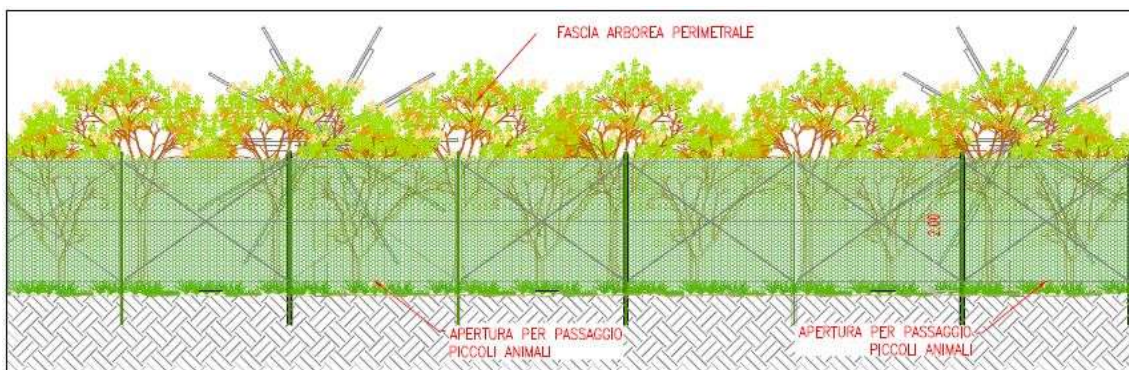 FASCIA ARBOREA PERIMETRALE
2.00
APERTURA PER PASSAGGIO
PICCOLI ANIMALI
APERTURA PER PASSAGGIO
PICCOLI ANIMALI